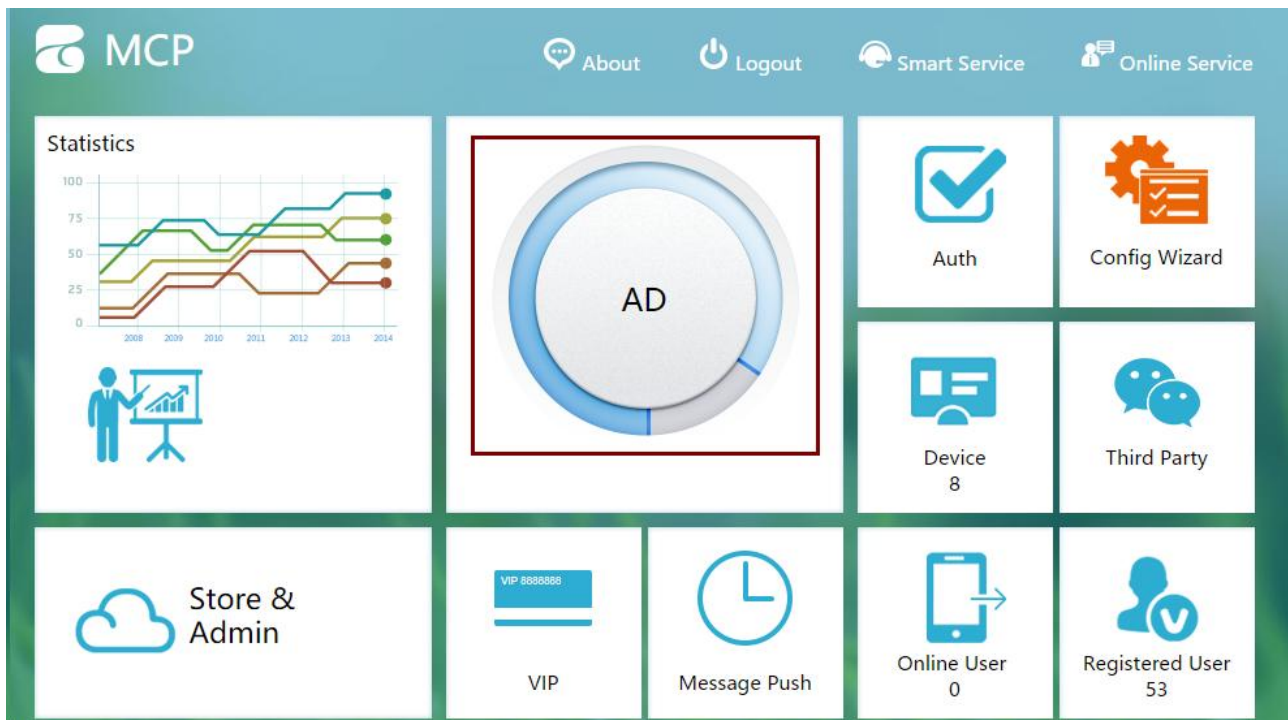 MCP
About
Logout
Smart Service
Online Service
Statistics
100
75
50
25
0
2008 2009 2010 2011 2012 2013 2014
AD
Auth
Config Wizard
Device
8
Third Party
Store &
Admin
VIP 8888888
VIP
Message Push
Online User
0
V
Registered User
53